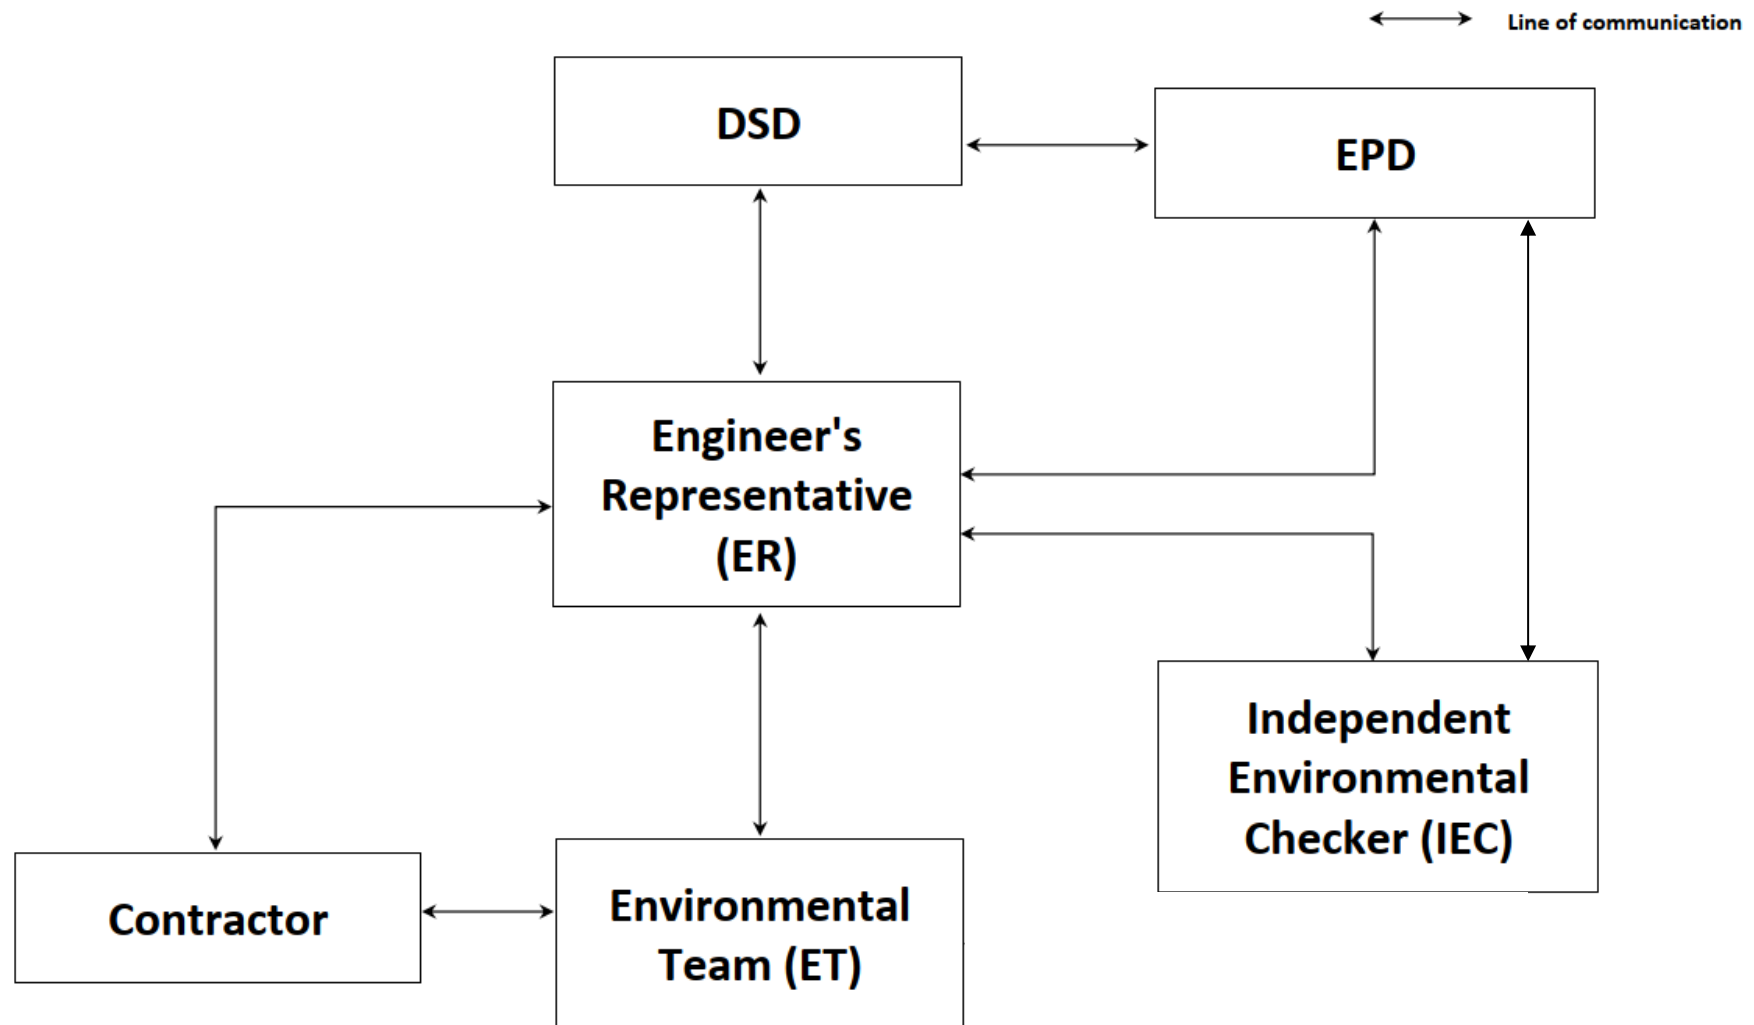 Line of communication
DSD
EPD
Engineer's
Representative
(ER)
Independent
Environmental
Checker (IEC)
Contractor
Environmental
Team (ET)